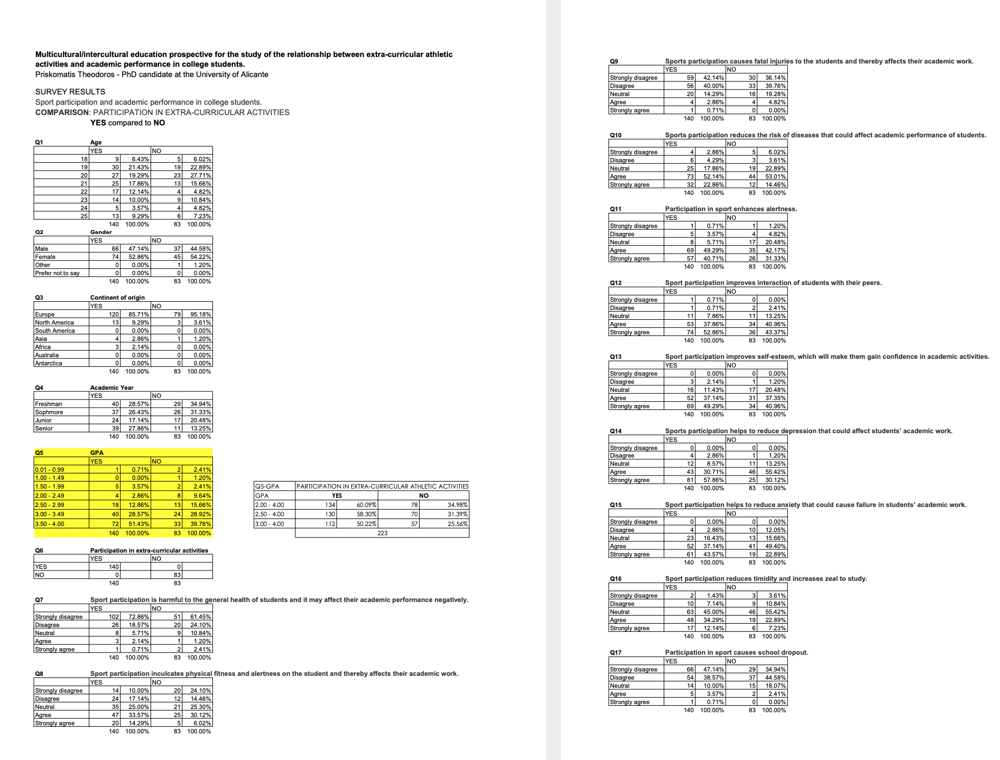 Multicultural/intercultural education prospective for the study of the relationship between extra-curricular athletic
activities and academic performance in college students.
Priskomatis Theodoros - PhD candidate at the University of Alicante
SURVEY RESULTS
Sport participation and academic performance in college students.
COMPARISON: PARTICIPATION IN EXTRA-CURRICULAR ACTIVITIES
YES compared to NO
Q1 Age
YES NO
18 9 6.43% 5 6.02%
19 30 21.43% 19 22.89%
20 27 19.29% 23 27.71%
21 25 17.86% 13 15.66%
22 17 12.14% 4 4.82%
23 14 10.00% 9 10.84%
24 5 3.57% 4 4.82%
25 13 9.29% 6 7.23%
140 100.00% 83 100.00%
Q2 Gender
YES NO
Male 66 47.14% 37 44.58%
Female 74 52.86% 45 54.22%
Other 0 0.00% 1 1.20%
Prefer not to say 0 0.00% 0 0.00%
140 100.00% 83 100.00%
Q3 Continent of origin
YES NO
Europe 120 85.71% 79 95.18%
North America 13 9.29% 3 3.61%
South America 0 0.00% 0 0.00%
Asia 4 2.86% 1 1.20%
Africa 3 2.14% 0 0.00%
Australia 0 0.00% 0 0.00%
Antarctica 0 0.00% 0 0.00%
140 100.00% 83 100.00%
Q4 Academic Year
YES NO
Freshman 40 28.57% 29 34.94%
Sophmore 37 26.43% 26 31.33%
Junior 24 17.14% 17 20.48%
Senior 39 27.86% 11 13.25%
140 100.00% 83 100.00%
Q5 GPA
YES NO
0.01 - 0.99 1 0.71% 2 2.41%
1.00 - 1.49 0 0.00% 1 1.20%
1.50 - 1.99 5 3.57% 2 2.41%
2.00 - 2.49 4 2.86% 8 9.64%
2.50 - 2.99 18 12.86% 13 15.66%
3.00 - 3.49 40 28.57% 24 28.92%
3.50 - 4.00 72 51.43% 33 39.76%
140 100.00% 83 100.00%
Q5-GPA PARTICIPATION IN EXTRA-CURRICULAR ATHLETIC ACTIVITIES
GPA YES NO
2.00 - 4.00 134 60.09% 78 34.98%
2.50 - 4.00 130 58.30% 70 31.39%
3.00 - 4.00 112 50.22% 57 25.56%
223
Q6 Participation in extra-curricular activities
YES NO
YES 140 0
NO 0 83
140 83
Q7 Sport participation is harmful to the general health of students and it may affect their academic performance negatively.
YES NO
Strongly disagree 102 72.86% 51 61.45%
Disagree 26 18.57% 20 24.10%
Neutral 8 5.71% 9 10.84%
Agree 3 2.14% 1 1.20%
Strongly agree 1 0.71% 2 2.41%
140 100.00% 83 100.00%
Q8 Sport participation inculcates physical fitness and alertness on the student and thereby affects their academic work.
YES NO
Strongly disagree 14 10.00% 20 24.10%
Disagree 24 17.14% 12 14.46%
Neutral 35 25.00% 21 25.30%
Agree 47 33.57% 25 30.12%
Strongly agree 20 14.29% 5 6.02%
140 100.00% 83 100.00%
Q9 Sports participation causes fatal injuries to the students and thereby affects their academic work.
YES NO
Strongly disagree 59 42.14% 30 36.14%
Disagree 56 40.00% 33 39.76%
Neutral 20 14.29% 16 19.28%
Agree 4 2.86% 4 4.82%
Strongly agree 1 0.71% 0 0.00%
140 100.00% 83 100.00%
Q10 Sports participation reduces the risk of diseases that could affect academic performance of students.
YES NO
Strongly disagree 4 2.86% 5 6.02%
Disagree 6 4.29% 3 3.61%
Neutral 25 17.86% 19 22.89%
Agree 73 52.14% 44 53.01%
Strongly agree 32 22.86% 12 14.46%
140 100.00% 83 100.00%
Q11 Participation in sport enhances alertness.
YES NO
Strongly disagree 1 0.71% 1 1.20%
Disagree 5 3.57% 4 4.82%
Neutral 8 5.71% 17 20.48%
Agree 69 49.29% 35 42.17%
Strongly agree 57 40.71% 26 31.33%
140 100.00% 83 100.00%
Q12 Sport participation improves interaction of students with their peers.
YES NO
Strongly disagree 1 0.71% 0 0.00%
Disagree 1 0.71% 2 2.41%
Neutral 11 7.86% 11 13.25%
Agree 53 37.86% 34 40.96%
Strongly agree 74 52.86% 36 43.37%
140 100.00% 83 100.00%
Q13 Sport participation improves self-esteem, which will make them gain confidence in academic activities.
YES NO
Strongly disagree 0 0.00% 0 0.00%
Disagree 3 2.14% 1 1.20%
Neutral 16 11.43% 17 20.48%
Agree 52 37.14% 31 37.35%
Strongly agree 69 49.29% 34 40.96%
140 100.00% 83 100.00%
Q14 Sports participation helps to reduce depression that could affect students’ academic work.
YES NO
Strongly disagree 0 0.00% 0 0.00%
Disagree 4 2.86% 1 1.20%
Neutral 12 8.57% 11 13.25%
Agree 43 30.71% 46 55.42%
Strongly agree 81 57.86% 25 30.12%
140 100.00% 83 100.00%
Q15 Sport participation helps to reduce anxiety that could cause failure in students’ academic work.
YES NO
Strongly disagree 0 0.00% 0 0.00%
Disagree 4 2.86% 10 12.05%
Neutral 23 16.43% 13 15.66%
Agree 52 37.14% 41 49.40%
Strongly agree 61 43.57% 19 22.89%
140 100.00% 83 100.00%
Q16 Sport participation reduces timidity and increases zeal to study.
YES NO
Strongly disagree 2 1.43% 3 3.61%
Disagree 10 7.14% 9 10.84%
Neutral 63 45.00% 46 55.42%
Agree 48 34.29% 19 22.89%
Strongly agree 17 12.14% 6 7.23%
140 100.00% 83 100.00%
Q17 Participation in sport causes school dropout.
YES NO
Strongly disagree 66 47.14% 29 34.94%
Disagree 54 38.57% 37 44.58%
Neutral 14 10.00% 15 18.07%
Agree 5 3.57% 2 2.41%
Strongly agree 1 0.71% 0 0.00%
140 100.00% 83 100.00%